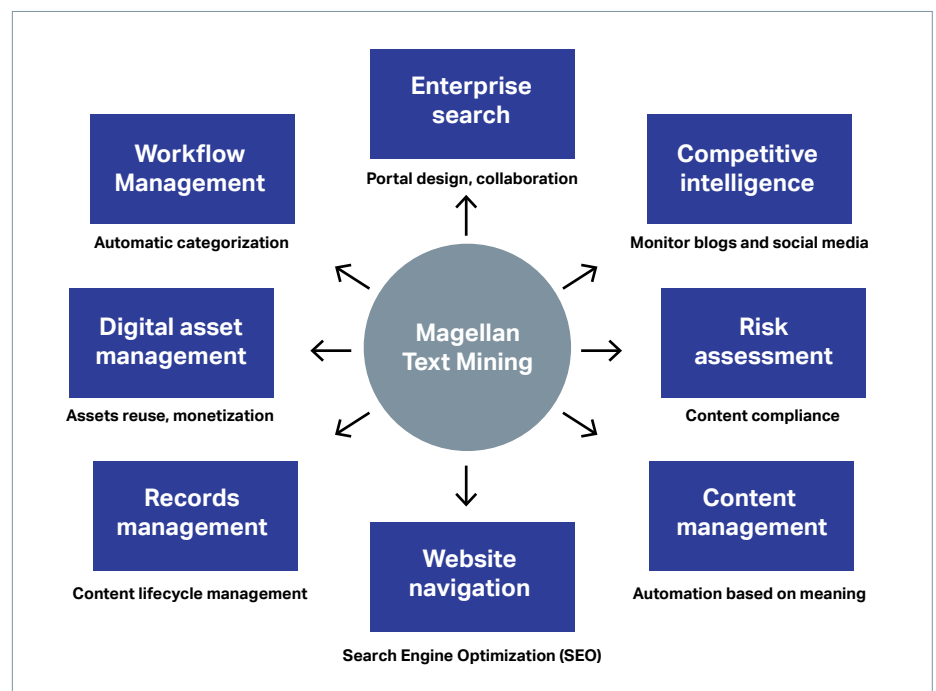 Enterprise
search
Portal design, collaboration
Workflow
Management
Automatic categorization
Competitive
intelligence
Monitor blogs and social media
Digital asset
management
Assets reuse, monetization
Magellan
Text Mining
Risk
assessment
Content compliance
Records
management
Content lifecycle management
Website
navigation
Search Engine Optimization (SEO)
Content
management
Automation based on meaning